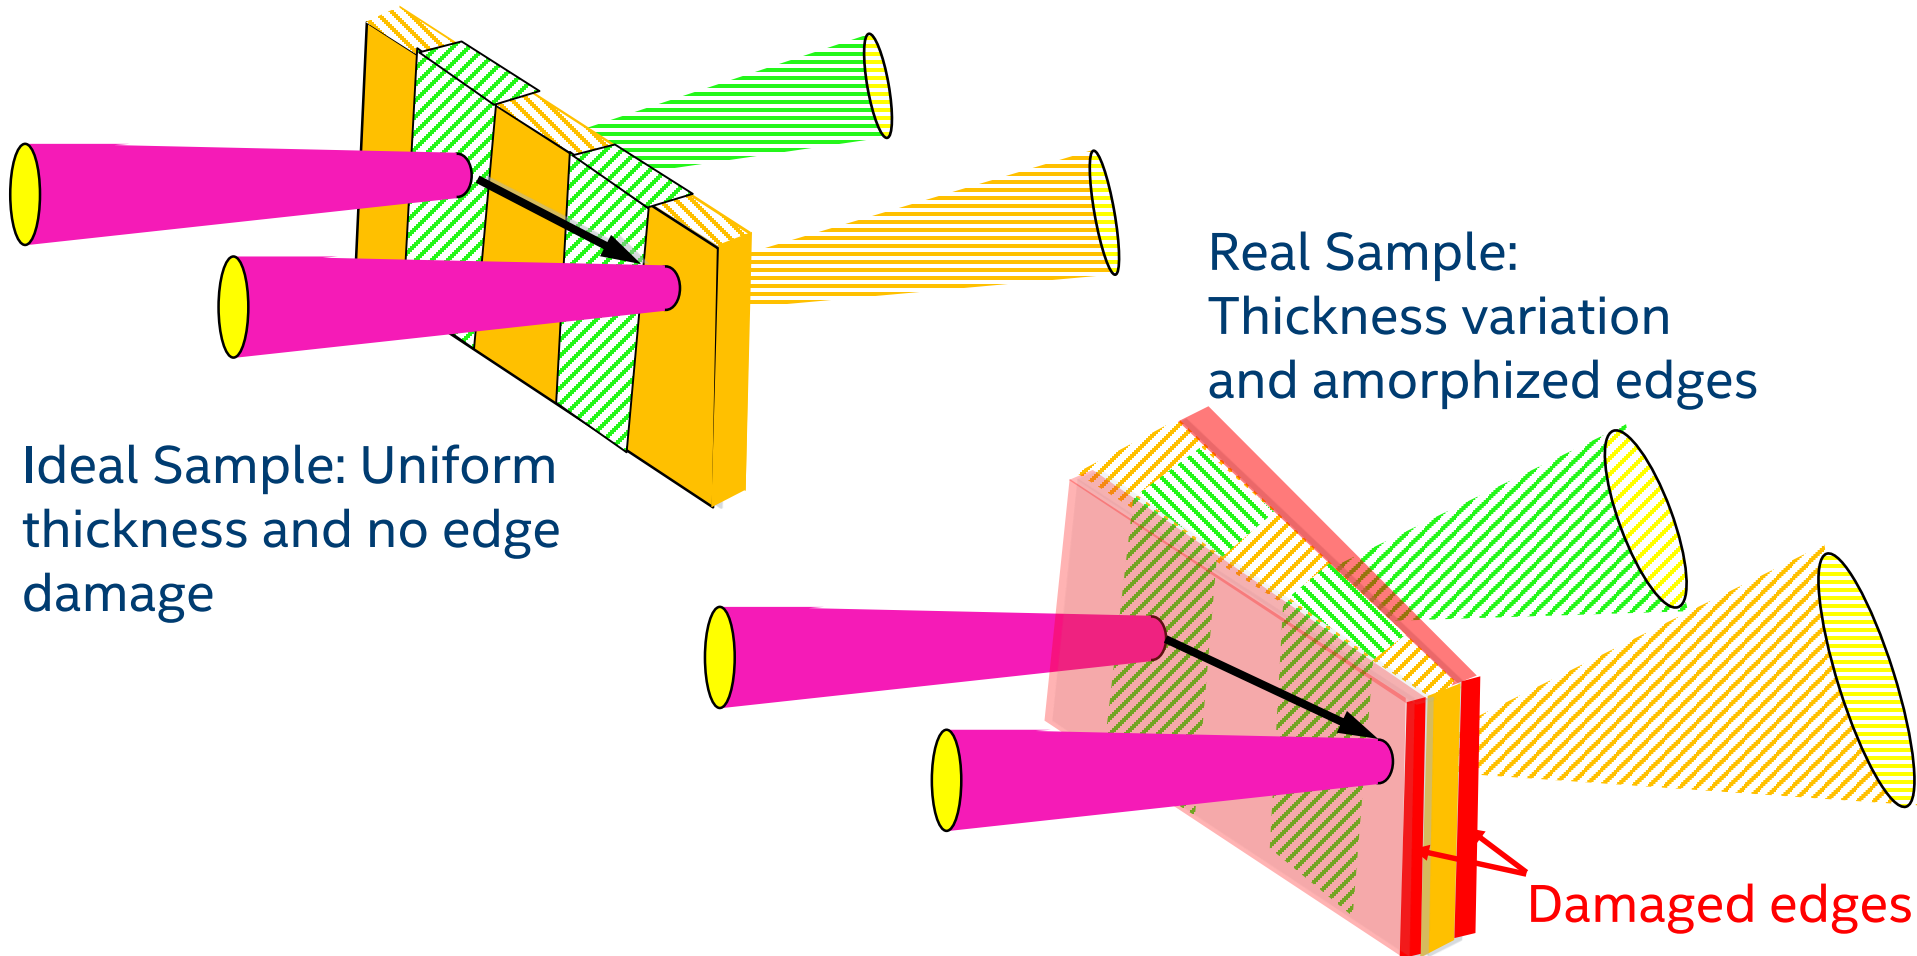 Real Sample:
Thickness variation
and amorphized edges
Ideal Sample: Uniform
thickness and no edge
damage
Damaged edges